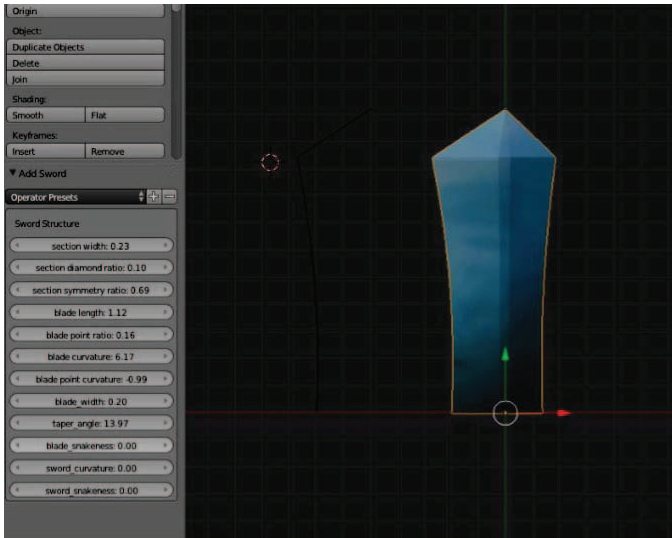 Origin
Object:
Duplicate Objects
Delete
Join
Shading:
Smooth Flat
Keyframes:
Insert Remove
Add Sword
Operator Presets
Sword Structure
section width: 0.23
section diamond ratio: 0.10
section symmetry ratio: 0.69
blade length: 1.12
blade point ratio: 0.16
blade curvature: 6.17
blade point curvature: -0.99
blade_width: 0.20
taper_angle: 13.97
blade_snakeness: 0.00
sword_curvature: 0.00
sword_snakeness: 0.00